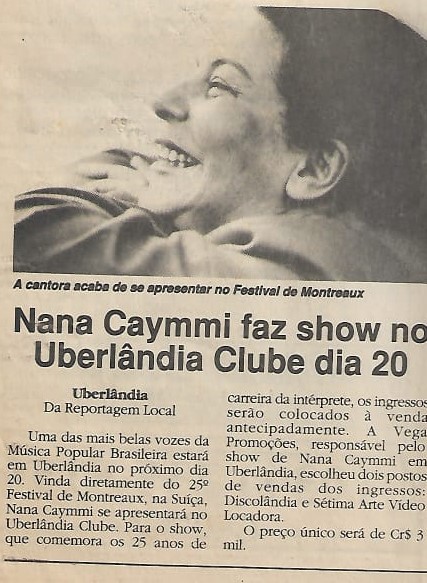 A cantora acaba de se apresentar no Festival de Montreaux
Nana Caymmi faz show no
Uberlândia Clube dia 20
Uberlândia
Da Reportagem Local
Uma das mais belas vozes da
Música Popular Brasileira estará
em Uberlândia no próximo dia
20. Vinda diretamente do 25º
Festival de Montreaux, na Suíça,
Nana Caymmi se apresentará no
Uberlândia Clube. Para o show,
que comemora os 25 anos de
carreira da intérprete, os ingressos
serão colocados à venda
antecipadamente. A Vega
Promoções, responsável pelo
show de Nana Caymmi em
Uberlândia, escolheu dois postos
de vendas dos ingressos:
Discolândia e Sétima Arte Vídeo
Locadora.
O preço único será de Cr$ 3
mil.